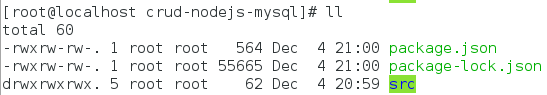 [root@localhost crud-nodejs-mysql]# ll
total 60
-rwxrw-rw-. 1 root root   564 Dec  4 21:00 package.json
-rwxrw-rw-. 1 root root 55665 Dec  4 21:00 package-lock.json
drwxrwxrwx. 5 root root    62 Dec  4 20:59 src